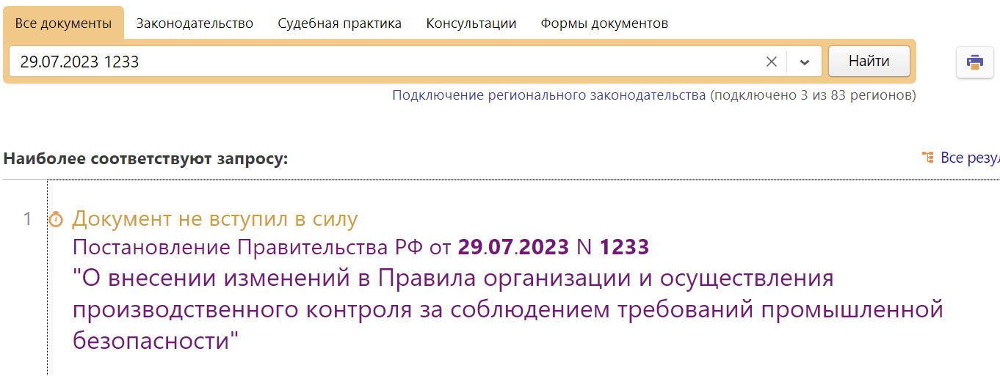 Все документы Законодательство Судебная практика Консультации Формы документов
29.07.2023 1233 Найти
Подключение регионального законодательства (подключено 3 из 83 регионов)
Наиболее соответствуют запросу: Все резул
1 Документ не вступил в силу
Постановление Правительства РФ от 29.07.2023 N 1233
"О внесении изменений в Правила организации и осуществления
производственного контроля за соблюдением требований промышленной
безопасности"